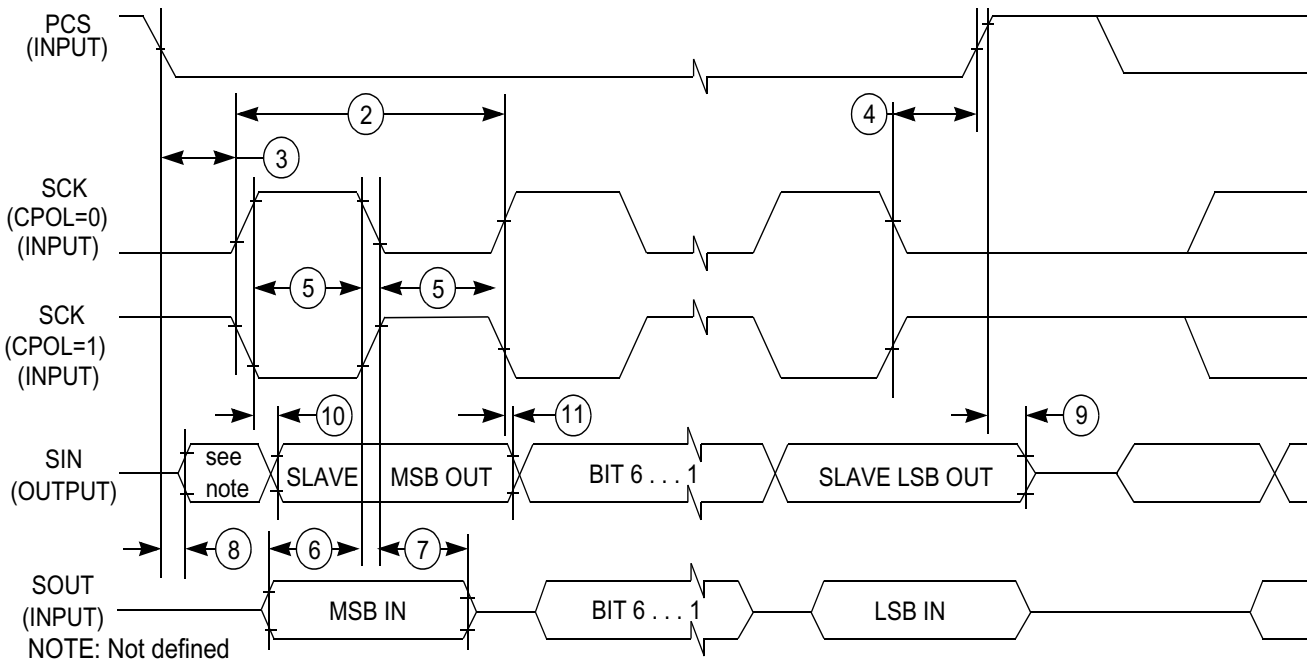 PCS
(INPUT)
2
4
3
SCK
(CPOL=0)
(INPUT)
5
5
SCK
(CPOL=1)
(INPUT)
10
11
9
SIN
(OUTPUT)
see
note
SLAVE
MSB OUT
BIT 6 . . . 1
SLAVE LSB OUT
8
6
7
SOUT
(INPUT)
MSB IN
BIT 6 . . . 1
LSB IN
NOTE: Not defined